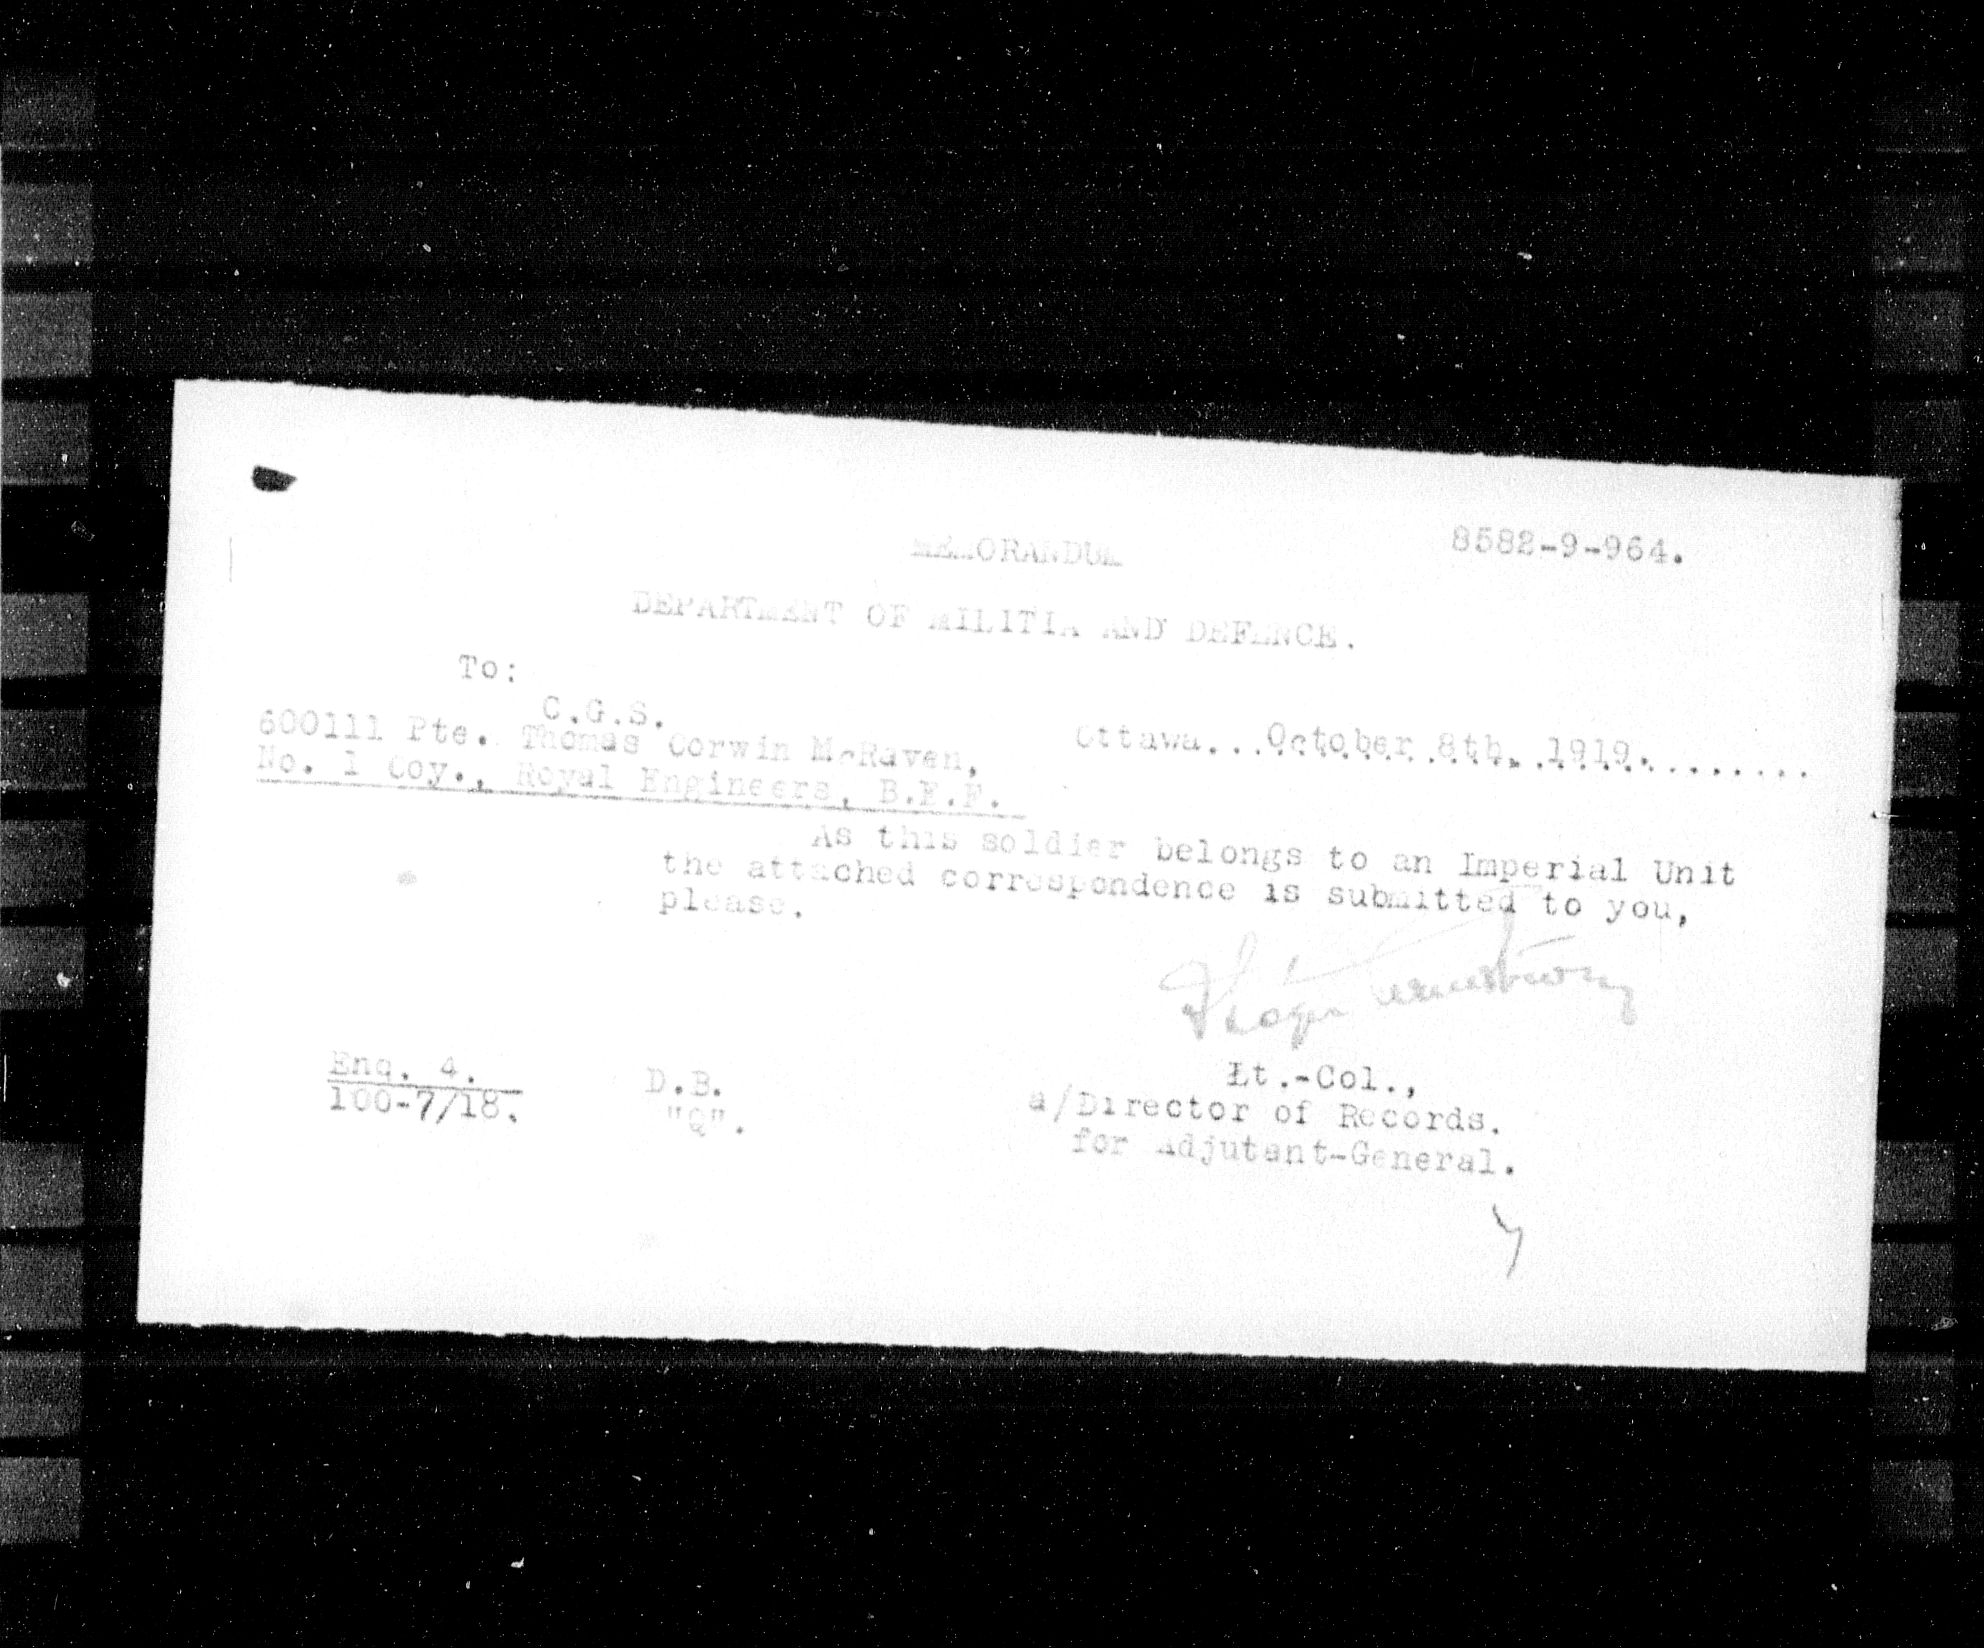 MEMORANDUM
8582-9-964.
DEPARTMENT OF MILITIA AND DEFENCE.
To:
C.G.S.
600111 Pte. Thomas Corwin McRaven,
Ottawa...October 8th, 1919.........
No. 1 Coy., Royal Engineers, B.E.F.
As this soldier belongs to an Imperial Unit
the attached correspondence is submitted to you,
please.
Armstrong
Lt.-Col.,
a/Director of Records.
for Adjutant-General.
Enq. 4.
100-7/18.
D.B.
"Q".